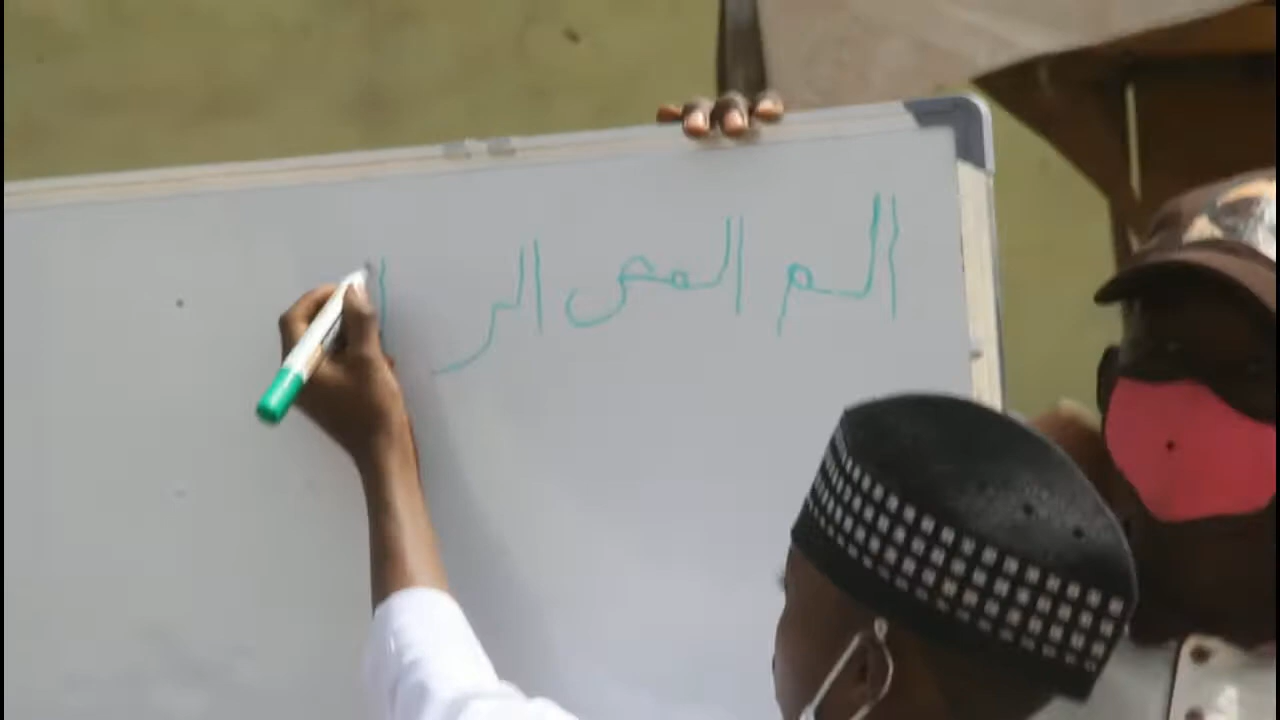 الم المص الر ا